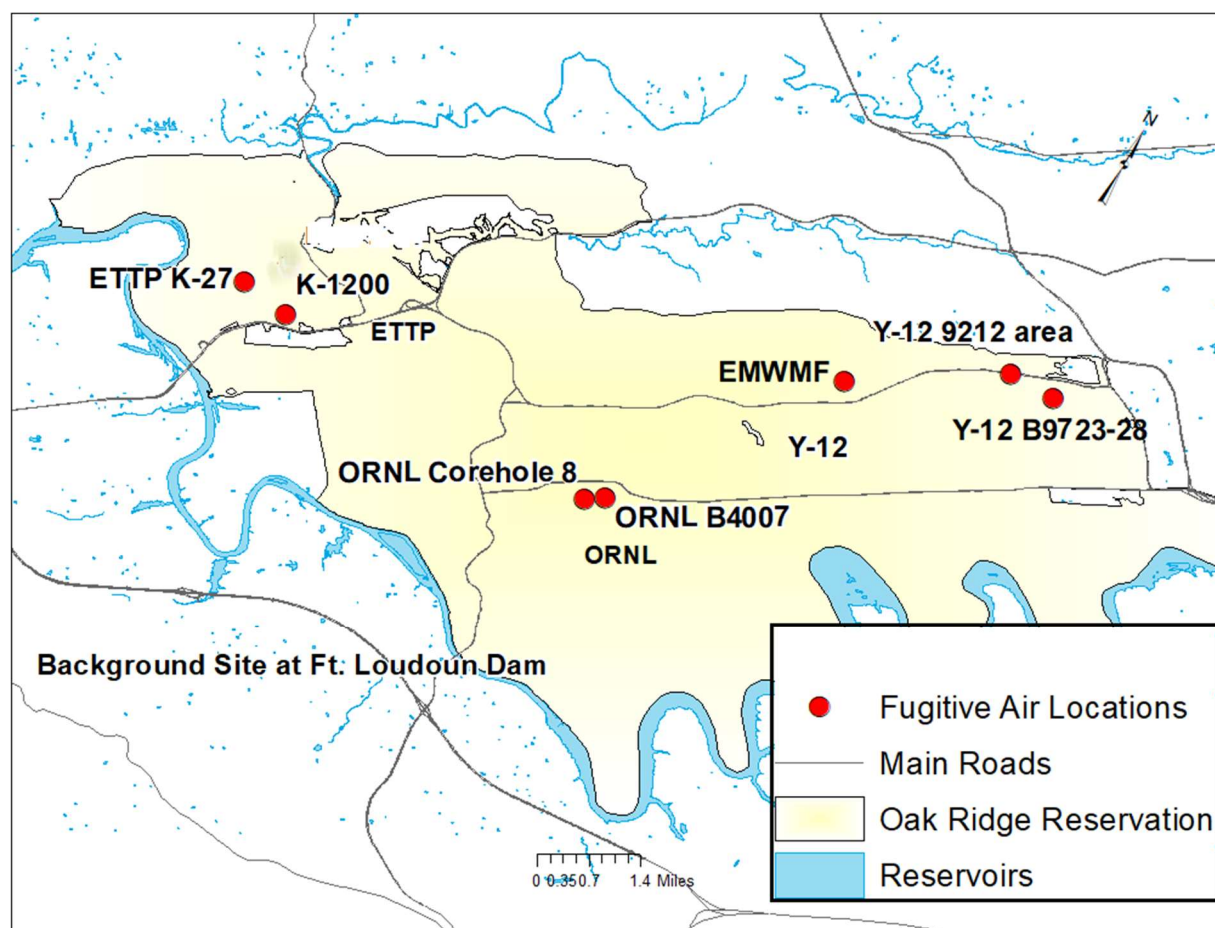 N
ETTP K-27
K-1200
ETTP
Y-12 9212 area
EMWMF
Y-12 B9723-28
Y-12
ORNL Corehole 8
ORNL B4007
ORNL
Background Site at Ft. Loudoun Dam
Fugitive Air Locations
Main Roads
Oak Ridge Reservation
Reservoirs
0 0.35 0.7 1.4 Miles